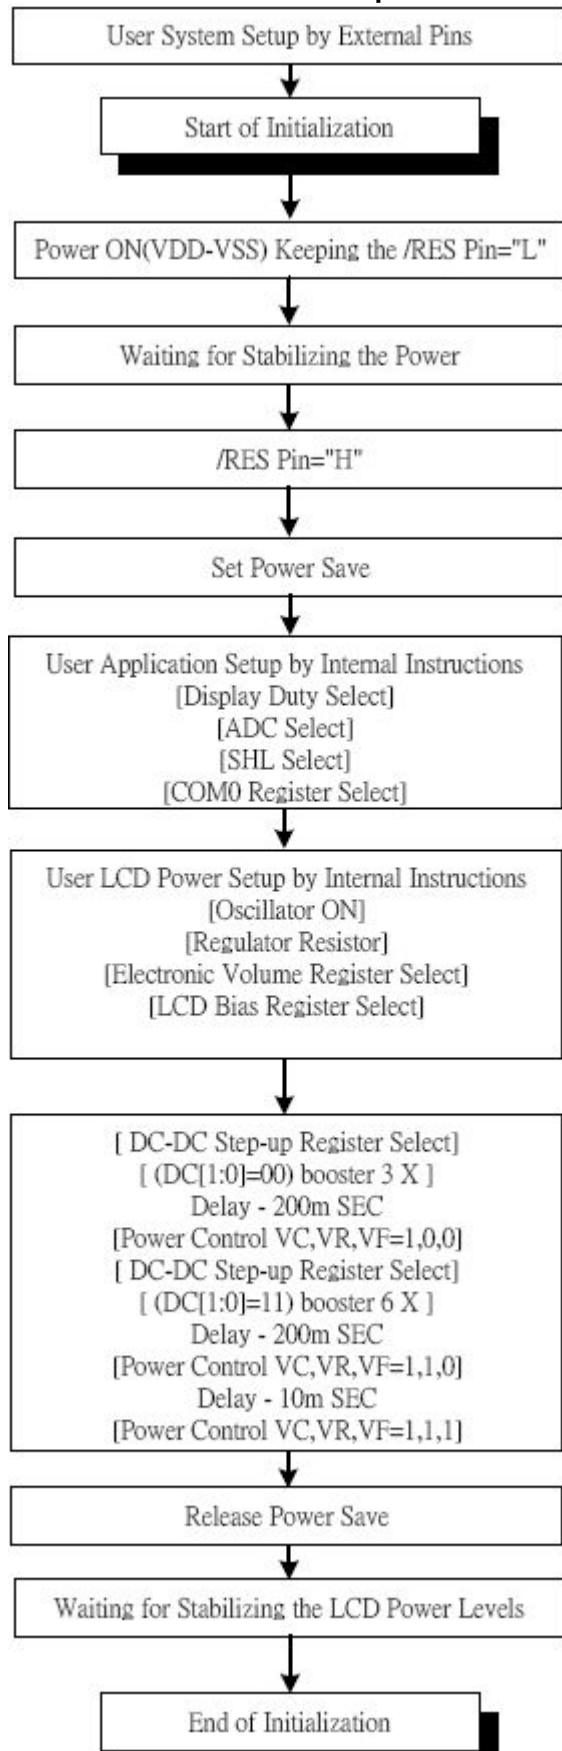 User System Setup by External Pins
Start of Initialization
Power ON(VDD-VSS) Keeping the /RES Pin="L"
Waiting for Stabilizing the Power
/RES Pin="H"
Set Power Save
User Application Setup by Internal Instructions
[Display Duty Select]
[ADC Select]
[SHL Select]
[COM0 Register Select]
User LCD Power Setup by Internal Instructions
[Oscillator ON]
[Regulator Resistor]
[Electronic Volume Register Select]
[LCD Bias Register Select]
[ DC-DC Step-up Register Select]
[ (DC[1:0]=00) booster 3 X ]
Delay - 200m SEC
[Power Control VC,VR,VF=1,0,0]
[ DC-DC Step-up Register Select]
[ (DC[1:0]=11) booster 6 X ]
Delay - 200m SEC
[Power Control VC,VR,VF=1,1,0]
Delay - 10m SEC
[Power Control VC,VR,VF=1,1,1]
Release Power Save
Waiting for Stabilizing the LCD Power Levels
End of Initialization